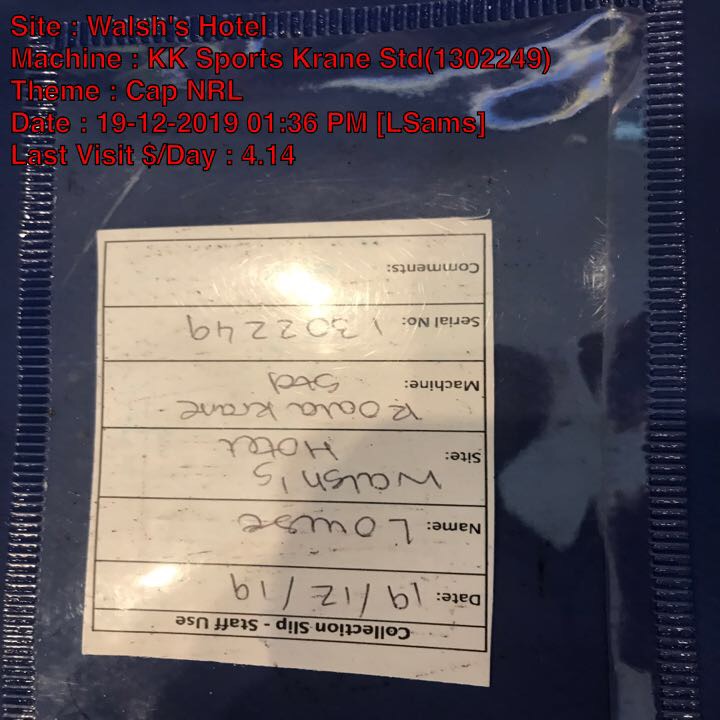 Site : Walsh's Hotel
Machine : KK Sports Krane Std(1302249)
Theme : Cap NRL
Date : 19-12-2019 01:36 PM [LSams]
Last Visit $/Day : 4.14
Collection Slip - Staff Use
Date: 19/12/19
Name: Louise
Site: Walsh's
Hotel
Machine: Koala Krane
Std
Serial No: 1302249
Comments: